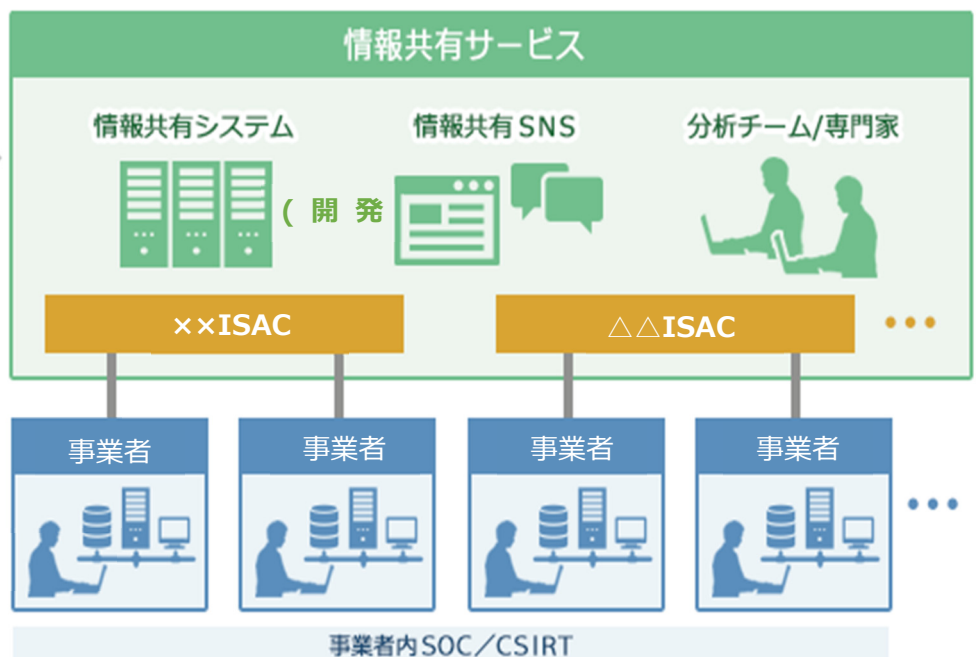 情報共有サービス
情報共有システム
情報共有SNS
分析チーム/専門家
(開発
××ISAC
△△ISAC
•••
事業者
事業者
事業者
事業者
•••
事業者内SOC/CSIRT